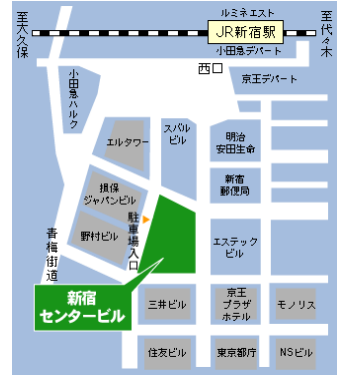 ルミネエスト
至大久保
JR新宿駅
至代々木
小田急デパート
西口
京王デパート
小田急ハルク
スバル
ビル
エルタワー
明治
安田生命
損保
ジャパンビル
新宿
郵便局
駐車場入口
野村ビル
エステック
ビル
青梅街道
新宿
センタービル
三井ビル
京王
プラザ
ホテル
モノリス
住友ビル
東京都庁
NSビル